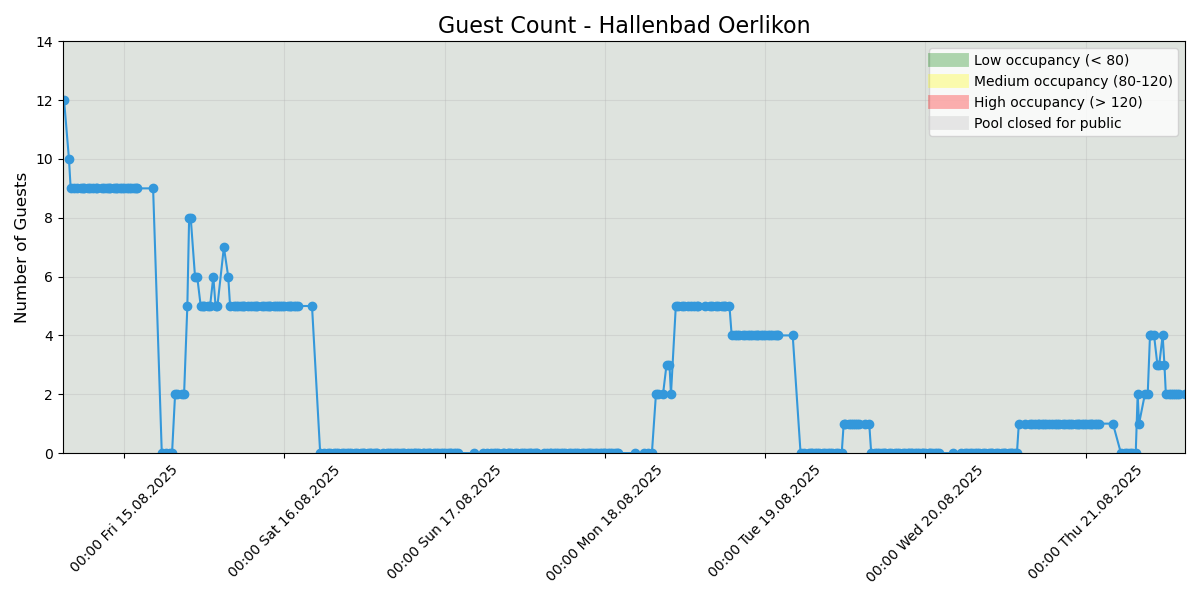 Guest Count - Hallenbad Oerlikon
Number of Guests
14
12
10
8
6
4
2
0
Low occupancy (< 80)
Medium occupancy (80-120)
High occupancy (> 120)
Pool closed for public
00:00 Fri 15.08.2025
00:00 Sat 16.08.2025
00:00 Sun 17.08.2025
00:00 Mon 18.08.2025
00:00 Tue 19.08.2025
00:00 Wed 20.08.2025
00:00 Thu 21.08.2025